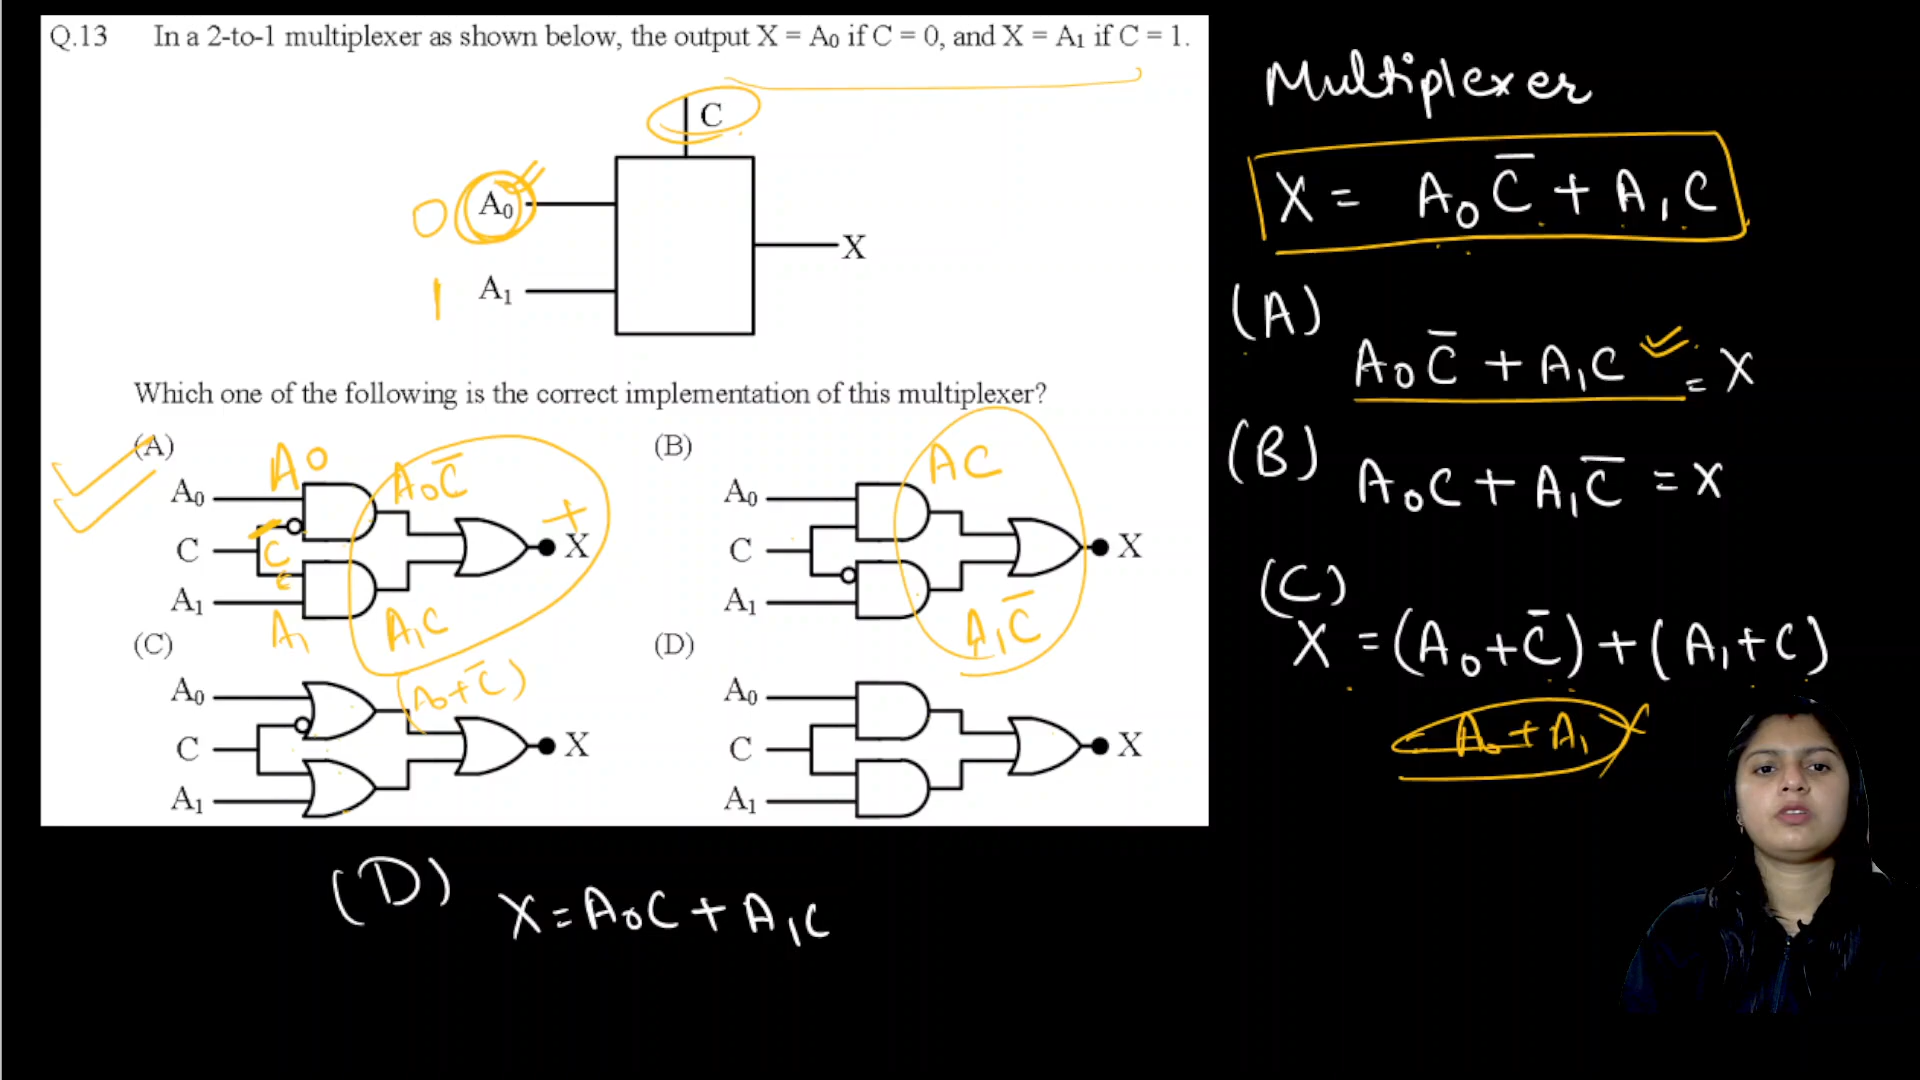 Q.13 In a 2-to-1 multiplexer as shown below, the output X = A₀ if C = 0, and X = A₁ if C = 1.
C
0 A₀
X
1 A₁
Which one of the following is the correct implementation of this multiplexer?
(A)
A₀
A₀
A₀C̅
+
C
C̅
C
X
A₁
A₁
A₁C
(B)
A₀
AC
C
X
A₁
A₁C̅
(C)
A₀
(A₀+C̅)
C
X
A₁
(D)
A₀
C
X
A₁
Multiplexer
X = A₀C̅ + A₁C
(A)
A₀C̅ + A₁C = X
(B)
A₀C + A₁C̅ = X
(C)
X = (A₀+C̅) + (A₁+C)
A₀ + A₁
(D)
X = A₀C + A₁C